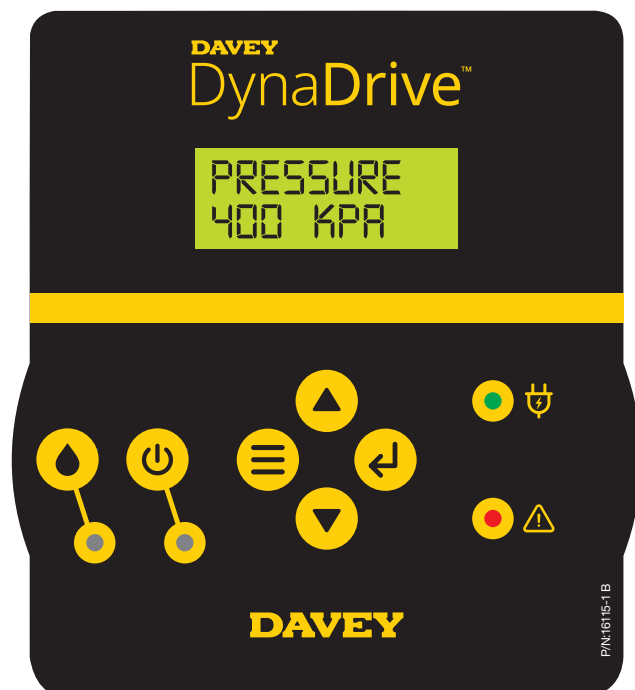 DAVEY
DynaDrive™
PRESSURE
400 KPA
DAVEY
P/N:16115-1 B